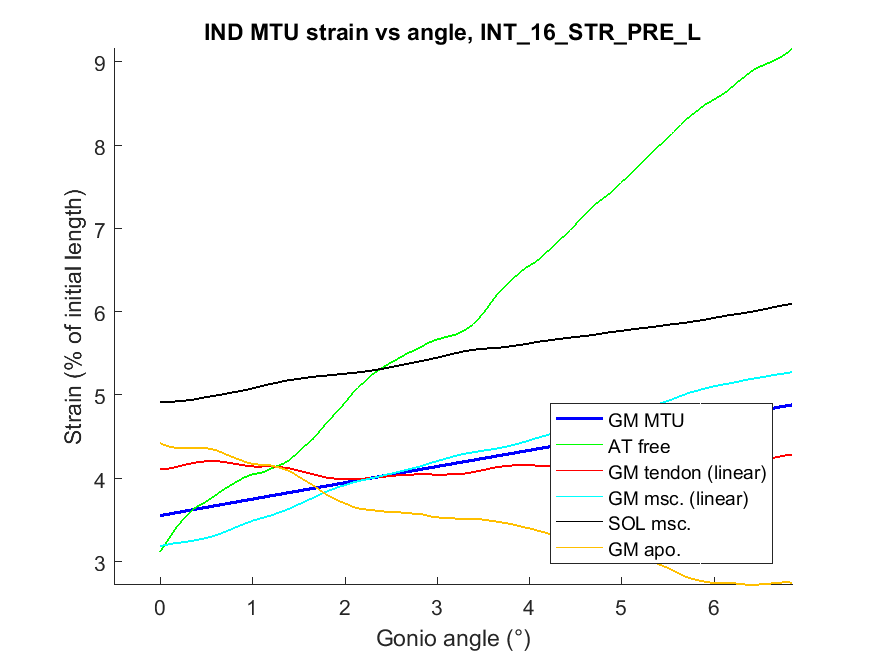 IND MTU strain vs angle, INT_16_STR_PRE_L
Strain (% of initial length)
9
8
7
6
5
4
3
0 1 2 3 4 5 6
Gonio angle (°)
GM MTU
AT free
GM tendon (linear)
GM msc. (linear)
SOL msc.
GM apo.